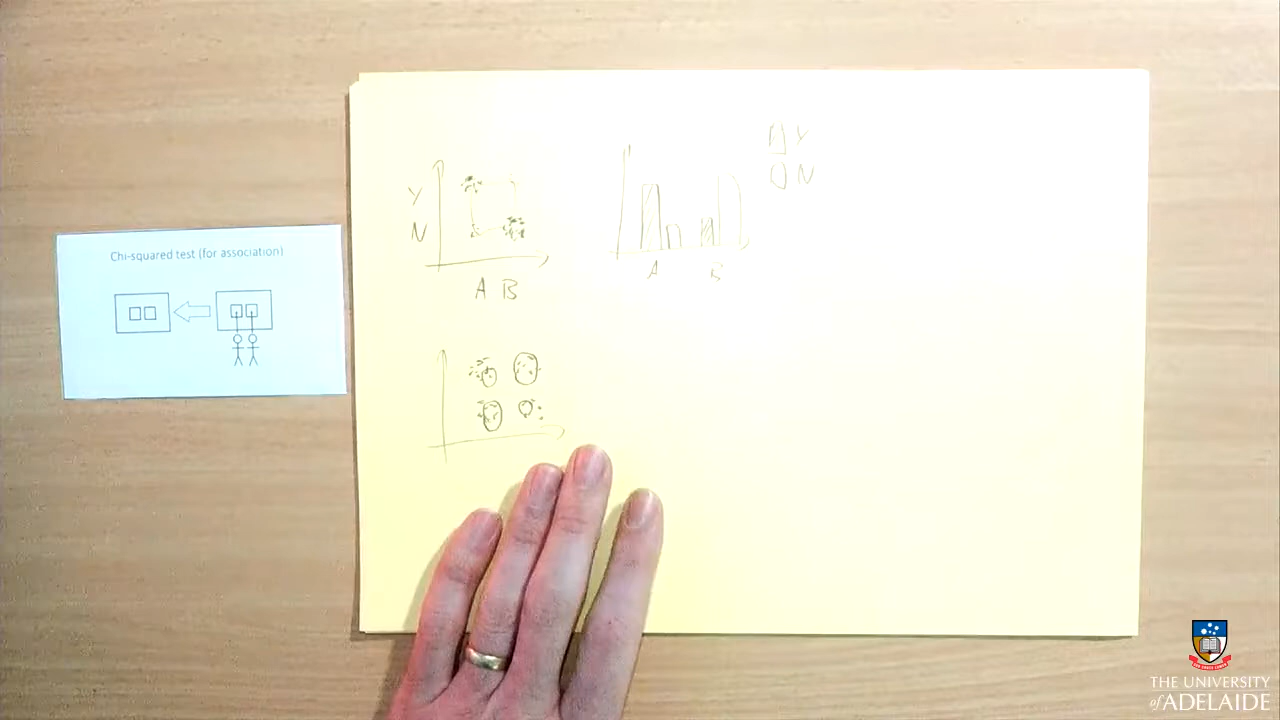 Chi-squared test (for association)
Y
N
A B
A B
Y
N
THE UNIVERSITY
of ADELAIDE